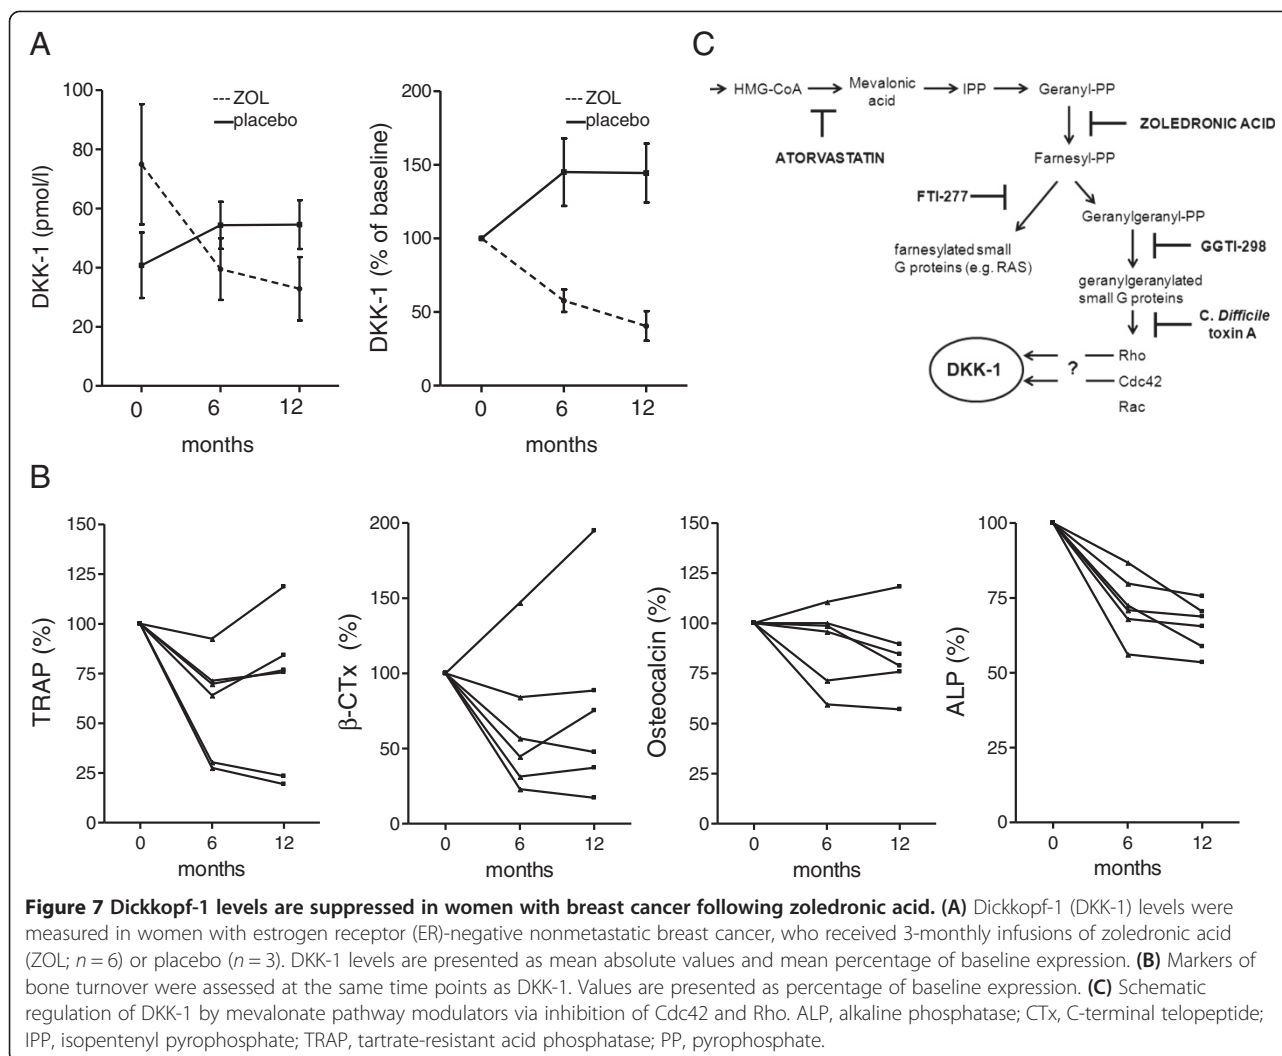 A
100
80
60
40
20
0
DKK-1 (pmol/l)
ZOL
placebo
0
6
12
months
200
150
100
50
0
DKK-1 (% of baseline)
ZOL
placebo
0
6
12
months
C
HMG-CoA
Mevalonic
acid
IPP
Geranyl-PP
ATORVASTATIN
ZOLEDRONIC ACID
Farnesyl-PP
FTI-277
Geranylgeranyl-PP
GGTI-298
farnesylated small
G proteins (e.g. RAS)
geranylgeranylated
small G proteins
C. Difficile
toxin A
DKK-1
?
Rho
Cdc42
Rac
B
150
125
100
75
50
25
0
TRAP (%)
0
6
12
months
200
150
100
50
0
β-CTx (%)
0
6
12
months
150
125
100
75
50
25
0
Osteocalcin (%)
0
6
12
months
100
75
50
25
0
ALP (%)
0
6
12
months
Figure 7 Dickkopf-1 levels are suppressed in women with breast cancer following zoledronic acid. (A) Dickkopf-1 (DKK-1) levels were
measured in women with estrogen receptor (ER)-negative nonmetastatic breast cancer, who received 3-monthly infusions of zoledronic acid
(ZOL; n = 6) or placebo (n = 3). DKK-1 levels are presented as mean absolute values and mean percentage of baseline expression. (B) Markers of
bone turnover were assessed at the same time points as DKK-1. Values are presented as percentage of baseline expression. (C) Schematic
regulation of DKK-1 by mevalonate pathway modulators via inhibition of Cdc42 and Rho. ALP, alkaline phosphatase; CTx, C-terminal telopeptide;
IPP, isopentenyl pyrophosphate; TRAP, tartrate-resistant acid phosphatase; PP, pyrophosphate.